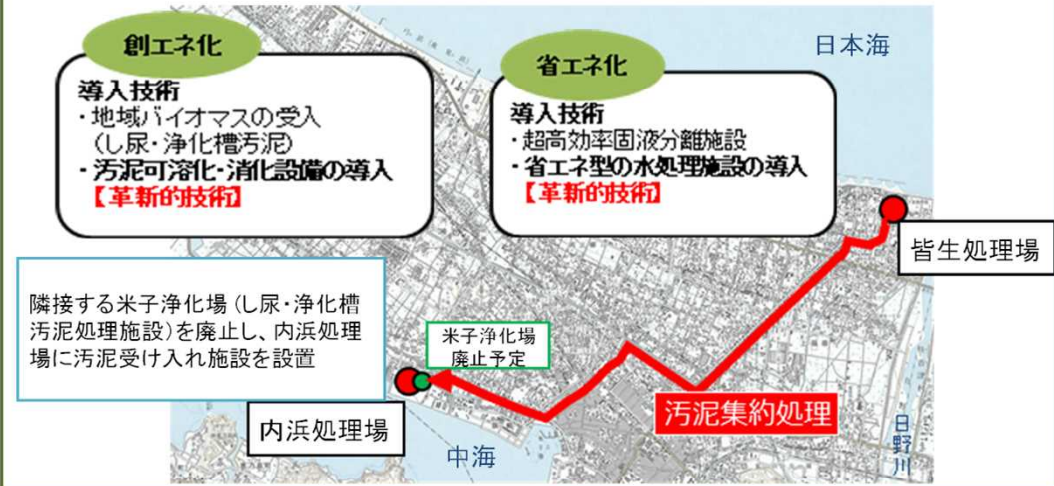 創エネ化
導入技術
・地域バイオマスの受入
(し尿・浄化槽汚泥)
・汚泥可溶化・消化設備の導入
【革新的技術】
省エネ化
導入技術
・超高効率固液分離施設
・省エネ型の水処理施設の導入
【革新的技術】
日本海
皆生処理場
隣接する米子浄化場(し尿・浄化槽
汚泥処理施設)を廃止し、内浜処理
場に汚泥受け入れ施設を設置
米子浄化場
廃止予定
汚泥集約処理
内浜処理場
中海
日野川